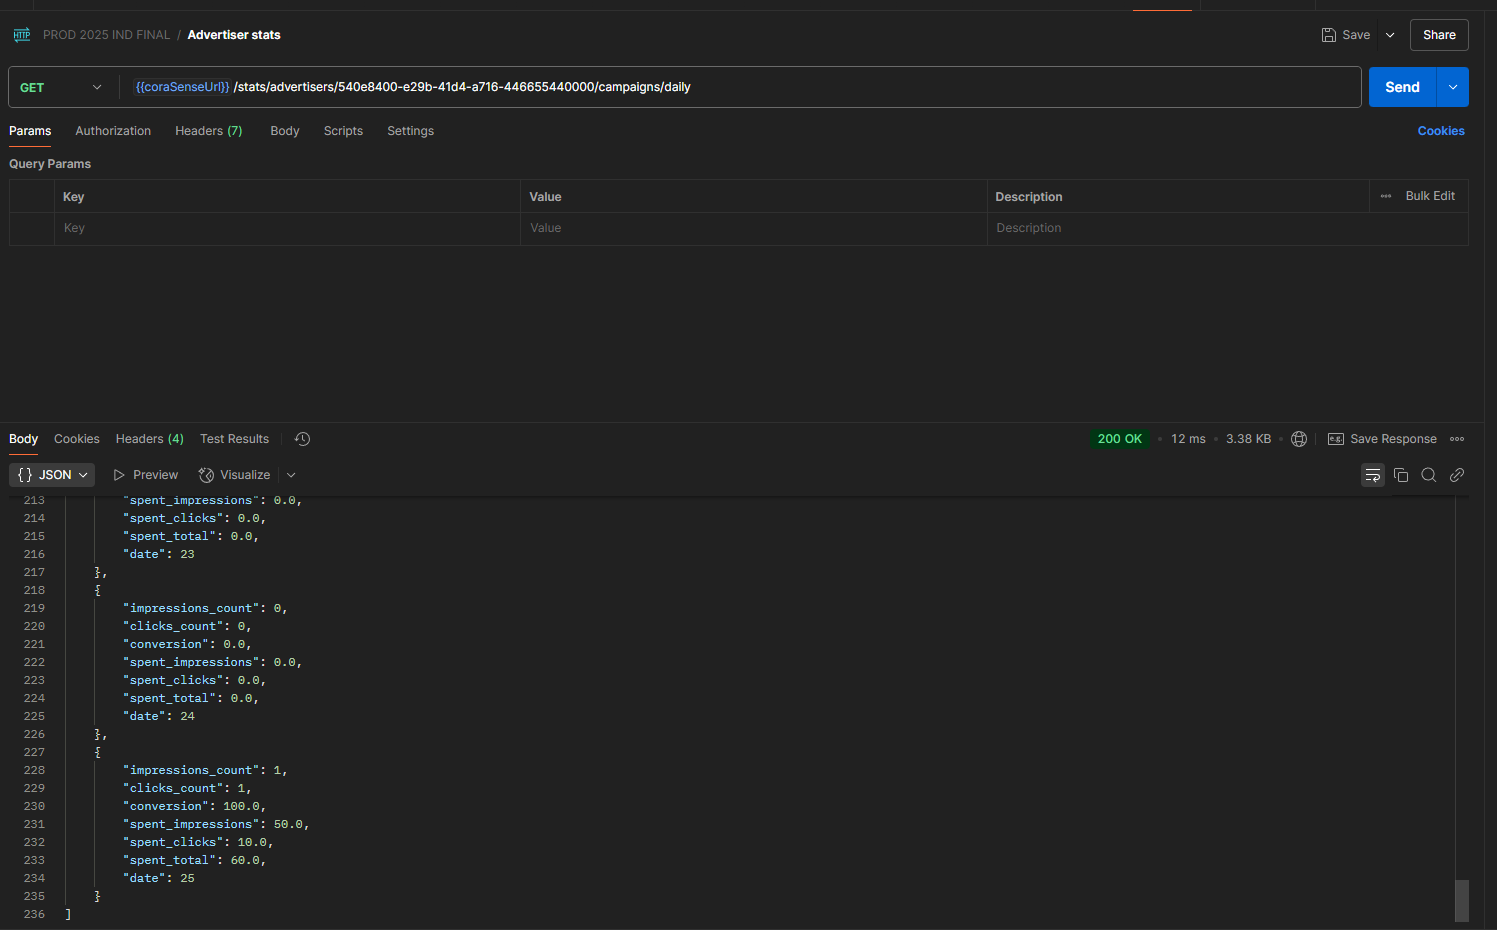 HTTP PROD 2025 IND FINAL / Advertiser stats Save Share
GET {{coraSenseUrl}} /stats/advertisers/540e8400-e29b-41d4-a716-446655440000/campaigns/daily Send
Params Authorization Headers (7) Body Scripts Settings Cookies
Query Params
Key Value Description Bulk Edit
Key Value Description
Body Cookies Headers (4) Test Results 200 OK • 12 ms • 3.38 KB • e.g. Save Response
{} JSON Preview Visualize
213 "spent_impressions": 0.0,
214 "spent_clicks": 0.0,
215 "spent_total": 0.0,
216 "date": 23
217 },
218 {
219 "impressions_count": 0,
220 "clicks_count": 0,
221 "conversion": 0.0,
222 "spent_impressions": 0.0,
223 "spent_clicks": 0.0,
224 "spent_total": 0.0,
225 "date": 24
226 },
227 {
228 "impressions_count": 1,
229 "clicks_count": 1,
230 "conversion": 100.0,
231 "spent_impressions": 50.0,
232 "spent_clicks": 10.0,
233 "spent_total": 60.0,
234 "date": 25
235 }
236 ]